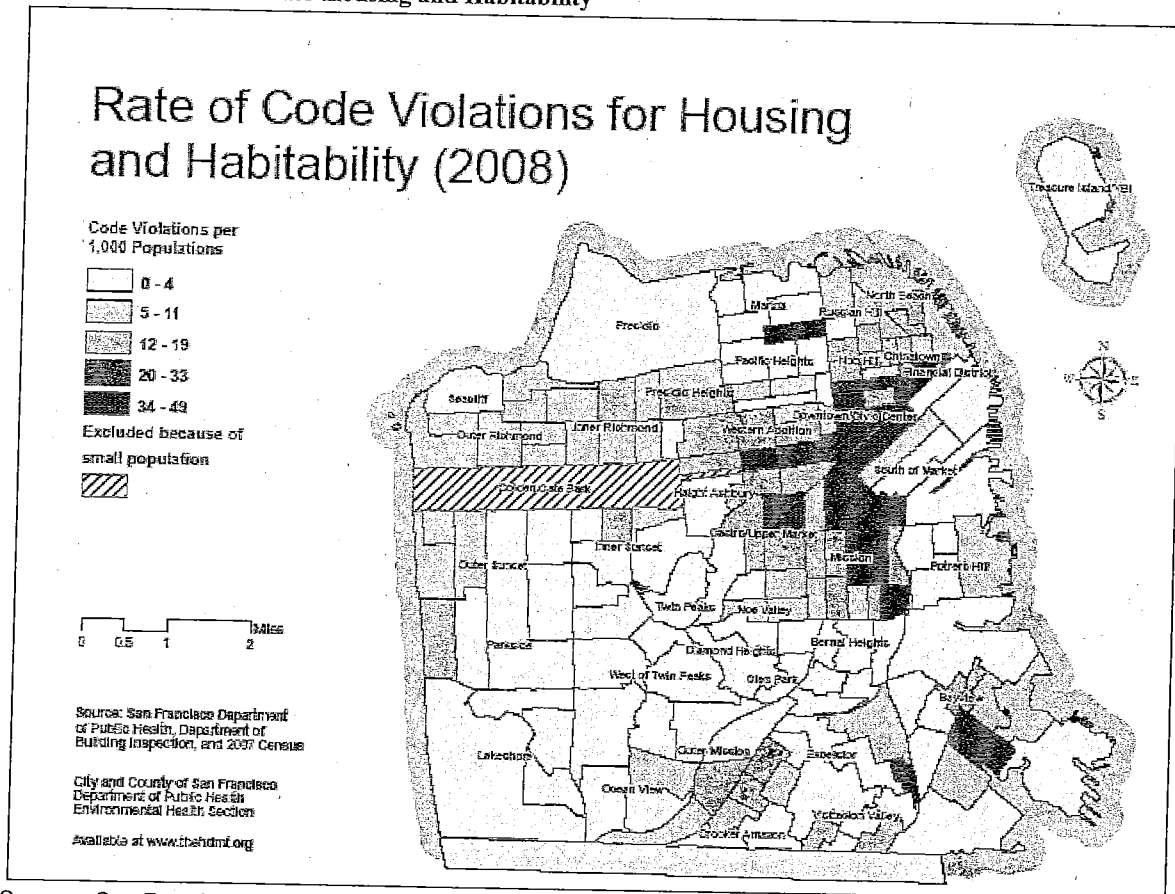 Housing and Habitability
Rate of Code Violations for Housing
and Habitability (2008)
Code Violations per
1,000 Populations
0 - 4
5 - 11
12 - 19
20 - 33
34 - 49
Excluded because of
small population
Treasure Island
Marina
North Beach
Russian Hill
Presidio
Pacific Heights
Nob Hill
Chinatown
Financial District
Seacliff
Presidio Heights
Downtown/Civic Center
Outer Richmond
Inner Richmond
Western Addition
South of Market
Golden Gate Park
Haight Ashbury
Castro/Upper Market
Mission
Potrero Hill
Inner Sunset
Outer Sunset
Twin Peaks
Noe Valley
Parkside
Diamond Heights
Bernal Heights
West of Twin Peaks
Glen Park
Bayview
Lakeshore
Outer Mission
Excelsior
Ocean View
Visitacion Valley
Crocker Amazon
N
W
E
S
Miles
0 0.5 1 2
Source: San Francisco Department
of Public Health, Department of
Building Inspection, and 2007 Census
City and County of San Francisco
Department of Public Health
Environmental Health Section
Available at www.thehdmt.org